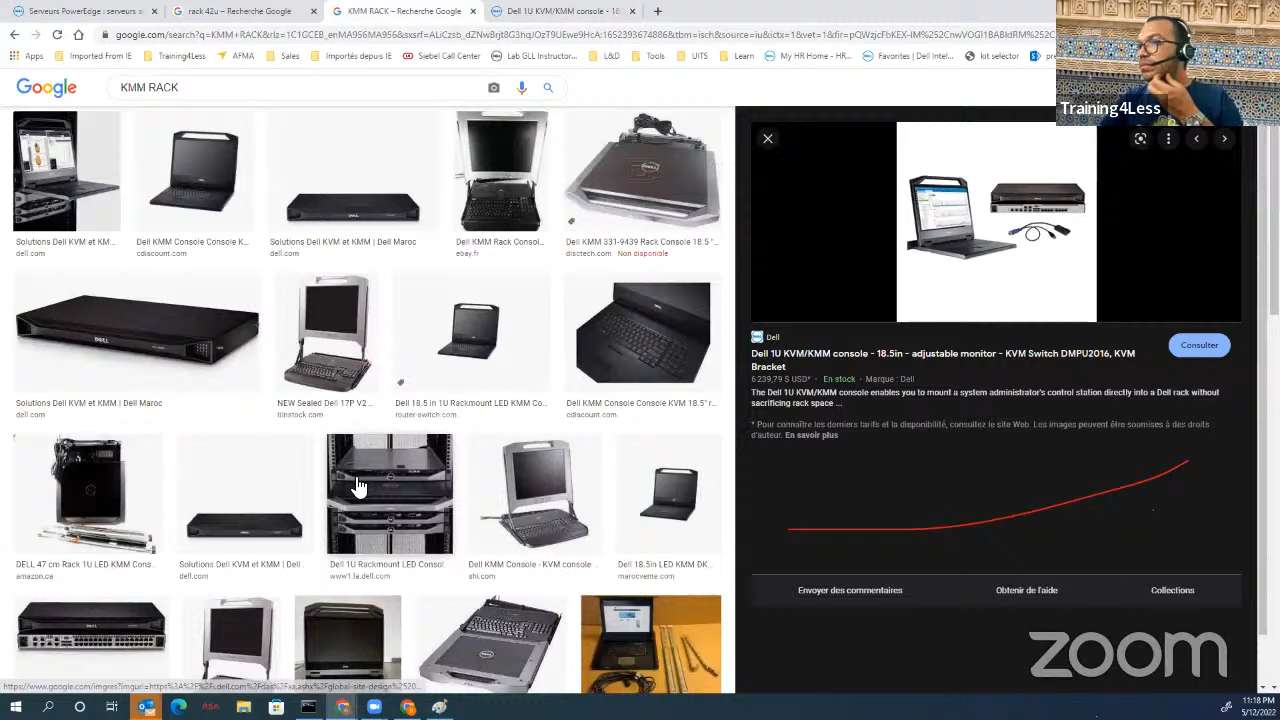 Serveurs PowerEdge : serveurs a
rack 42u - Recherche Google
KMM RACK – Recherche Google
Dell 1U KVM/KMM console - 18
Apps
Imported From IE
Training4Less
AFMA
Imported From IE
Lab GLL Instructor...
L&D
Tools
UITS
Learn
My Home - HR...
Favorites | Dell Intel...
kit selector
Training4Less
Google
KMM RACK
Solutions Dell KVM et KM...
dell.com
Dell KMM Console Console K...
cdiscount.com
Solutions Dell KVM et KMM | Dell Maroc
dell.com
Dell KMM Rack Consol...
ebay.fr
Dell KMM 331-9439 Rack Console 18.5 "...
disctech.com Non disponible
Solutions Dell KVM et KMM | Dell Maroc
dell.com
NEW Sealed Dell 17P V2 ...
itinstock.com
Dell 18.5 in 1U Rackmount LED KMM Co...
router-switch.com
Dell KMM Console Console KVM 18.5" r...
cdiscount.com
DELL 47 cm Rack 1U LED KMM Cons...
amazon.ca
Solutions Dell KVM et KMM | Dell ...
dell.com
Dell 1U Rackmount LED Consol...
www1.la.dell.com
Dell KMM Console - KVM console ...
shi.com
Dell 18.5in LED KMM DK...
marocvente.com
Dell
Dell 1U KVM/KMM console - 18.5in - adjustable monitor - KVM Switch DMPU2016, KVM
Bracket
Consulter
6 239,79 $ USD* · En stock · Marque : Dell
The Dell 1U KVM/KMM console enables you to mount a system administrator's control station directly into a Dell rack without
sacrificing rack space ...
* Pour connaître les derniers tarifs et la disponibilité, consultez le site Web. Les images peuvent être soumises à des droits
d'auteur. En savoir plus
Envoyer des commentaires
Obtenir de l'aide
Collections
zoom
11:18 PM
5/12/2022